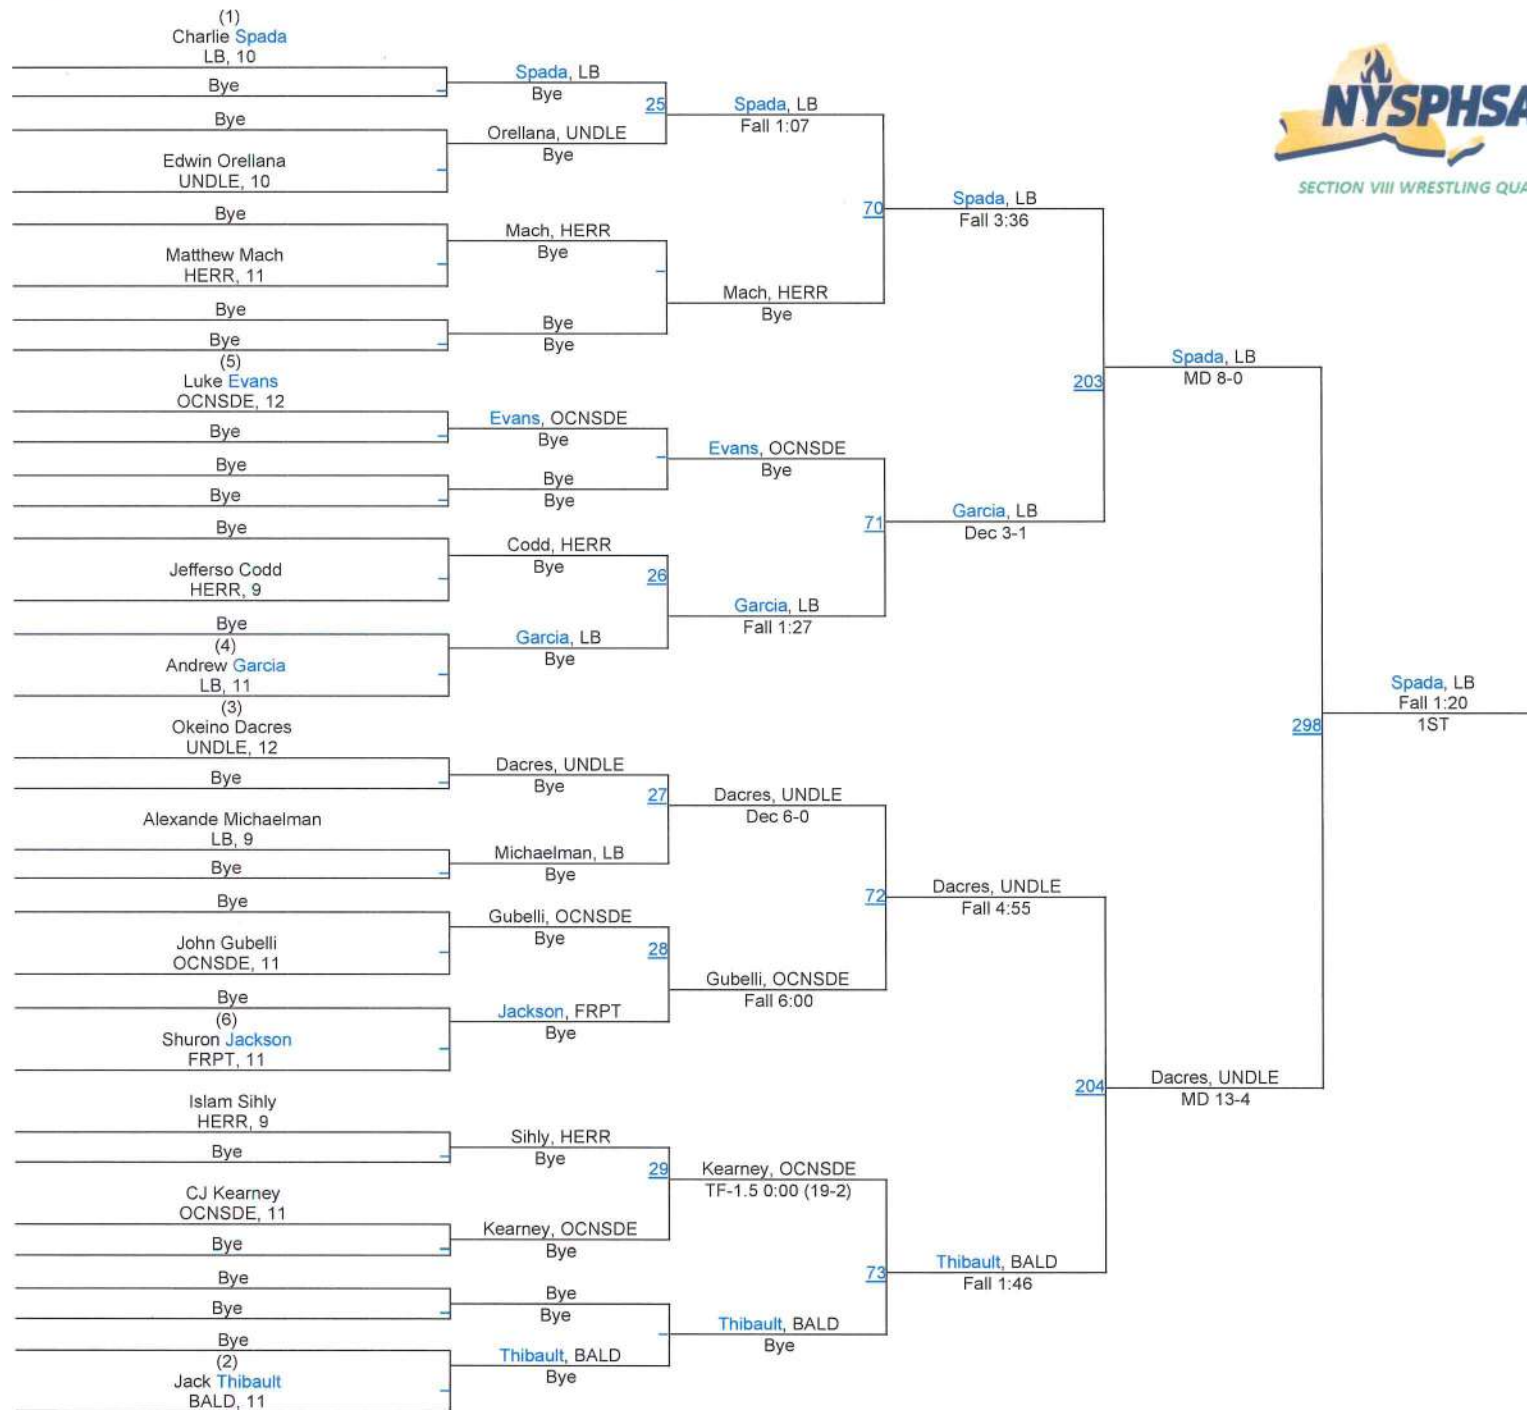 (1)
Charlie Spada
LB, 10
Bye
Bye
Edwin Orellana
UNDLE, 10
Bye
Matthew Mach
HERR, 11
Bye
Bye
(5)
Luke Evans
OCNSDE, 12
Bye
Bye
Bye
Bye
Jefferso Codd
HERR, 9
Bye
(4)
Andrew Garcia
LB, 11
(3)
Okeino Dacres
UNDLE, 12
Bye
Alexande Michaelman
LB, 9
Bye
Bye
John Gubelli
OCNSDE, 11
Bye
(6)
Shuron Jackson
FRPT, 11
Islam Sihly
HERR, 9
Bye
CJ Kearney
OCNSDE, 11
Bye
Bye
Bye
Bye
(2)
Jack Thibault
BALD, 11
Spada, LB
Bye
25
Orellana, UNDLE
Bye
Mach, HERR
Bye
Bye
Bye
Evans, OCNSDE
Bye
Bye
Bye
Codd, HERR
Bye
26
Garcia, LB
Bye
Dacres, UNDLE
Bye
27
Michaelman, LB
Bye
Gubelli, OCNSDE
Bye
28
Jackson, FRPT
Bye
Sihly, HERR
Bye
29
Kearney, OCNSDE
Bye
Bye
Bye
Thibault, BALD
Bye
Spada, LB
Fall 1:07
70
Mach, HERR
Bye
Evans, OCNSDE
Bye
71
Garcia, LB
Fall 1:27
Dacres, UNDLE
Dec 6-0
72
Gubelli, OCNSDE
Fall 6:00
Kearney, OCNSDE
TF-1.5 0:00 (19-2)
73
Thibault, BALD
Bye
Spada, LB
Fall 3:36
203
Garcia, LB
Dec 3-1
Dacres, UNDLE
Fall 4:55
204
Thibault, BALD
Fall 1:46
Spada, LB
MD 8-0
298
Dacres, UNDLE
MD 13-4
Spada, LB
Fall 1:20
1ST
NYSPHSA
SECTION VIII WRESTLING QUA